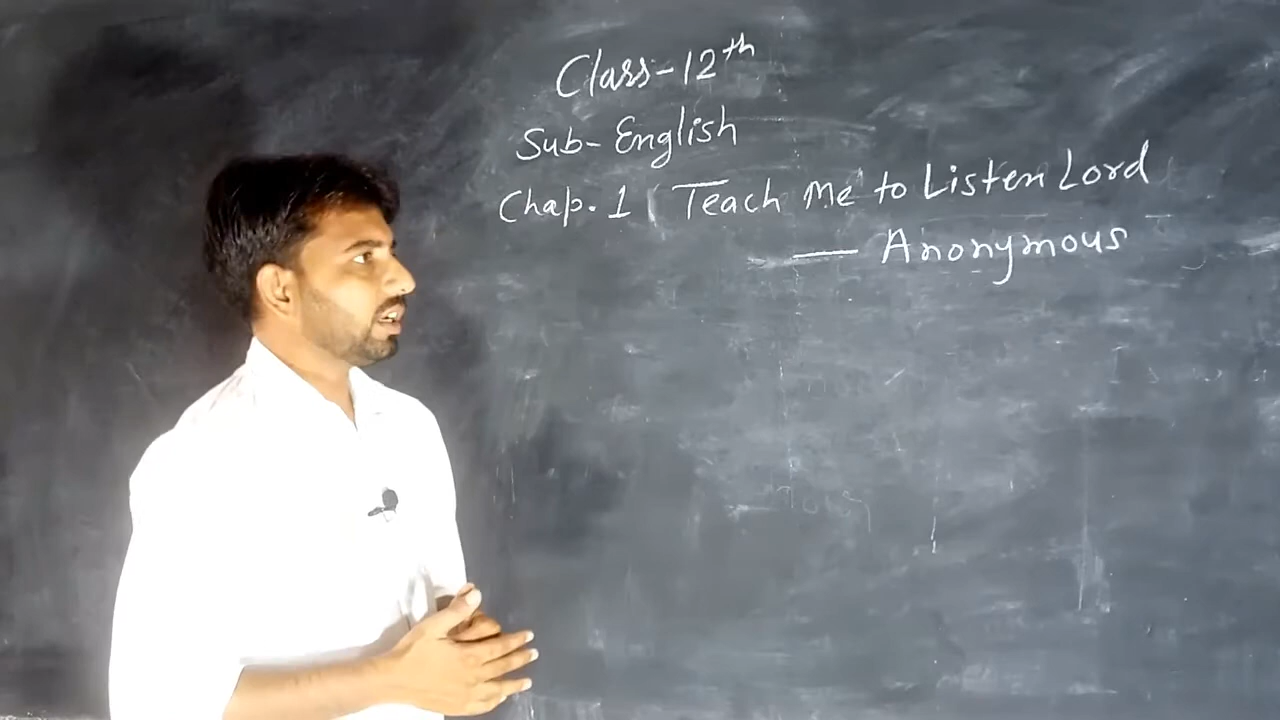 Class-12th
Sub- English
Chap. 1 ( Teach Me to Listen Lord
— Anonymous